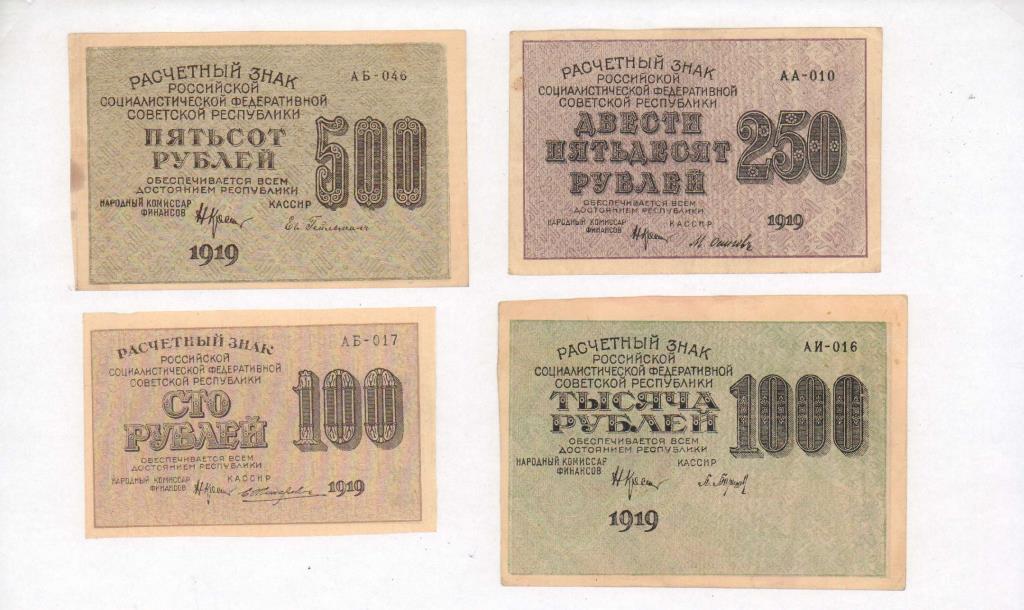 РАСЧЕТНЫЙ ЗНАК
АБ-046
РОССИЙСКОЙ
СОЦИАЛИСТИЧЕСКОЙ ФЕДЕРАТИВНОЙ
СОВЕТСКОЙ РЕСПУБЛИКИ
ПЯТЬСОТ
РУБЛЕЙ
500
ОБЕСПЕЧИВАЕТСЯ ВСЕМ
ДОСТОЯНИЕМ РЕСПУБЛИКИ
НАРОДНЫЙ КОМИССАР
ФИНАНСОВ
КАССИР
1919
РАСЧЕТНЫЙ ЗНАК
АА-010
РОССИЙСКОЙ
СОЦИАЛИСТИЧЕСКОЙ ФЕДЕРАТИВНОЙ
СОВЕТСКОЙ РЕСПУБЛИКИ
ДВЕСТИ
ПЯТЬДЕСЯТ
РУБЛЕЙ
250
ОБЕСПЕЧИВАЕТСЯ ВСЕМ
ДОСТОЯНИЕМ РЕСПУБЛИКИ
НАРОДНЫЙ КОМИССАР
ФИНАНСОВ
КАССИР
1919
РАСЧЕТНЫЙ ЗНАК
АБ-017
РОССИЙСКОЙ
СОЦИАЛИСТИЧЕСКОЙ ФЕДЕРАТИВНОЙ
СОВЕТСКОЙ РЕСПУБЛИКИ
СТО
РУБЛЕЙ
100
ОБЕСПЕЧИВАЕТСЯ ВСЕМ
ДОСТОЯНИЕМ РЕСПУБЛИКИ
НАРОДНЫЙ КОМИССАР
ФИНАНСОВ
КАССИР
1919
РАСЧЕТНЫЙ ЗНАК
АИ-016
РОССИЙСКОЙ
СОЦИАЛИСТИЧЕСКОЙ ФЕДЕРАТИВНОЙ
СОВЕТСКОЙ РЕСПУБЛИКИ
ТЫСЯЧА
РУБЛЕЙ
1000
ОБЕСПЕЧИВАЕТСЯ ВСЕМ
ДОСТОЯНИЕМ РЕСПУБЛИКИ
НАРОДНЫЙ КОМИССАР
ФИНАНСОВ
КАССИР
1919